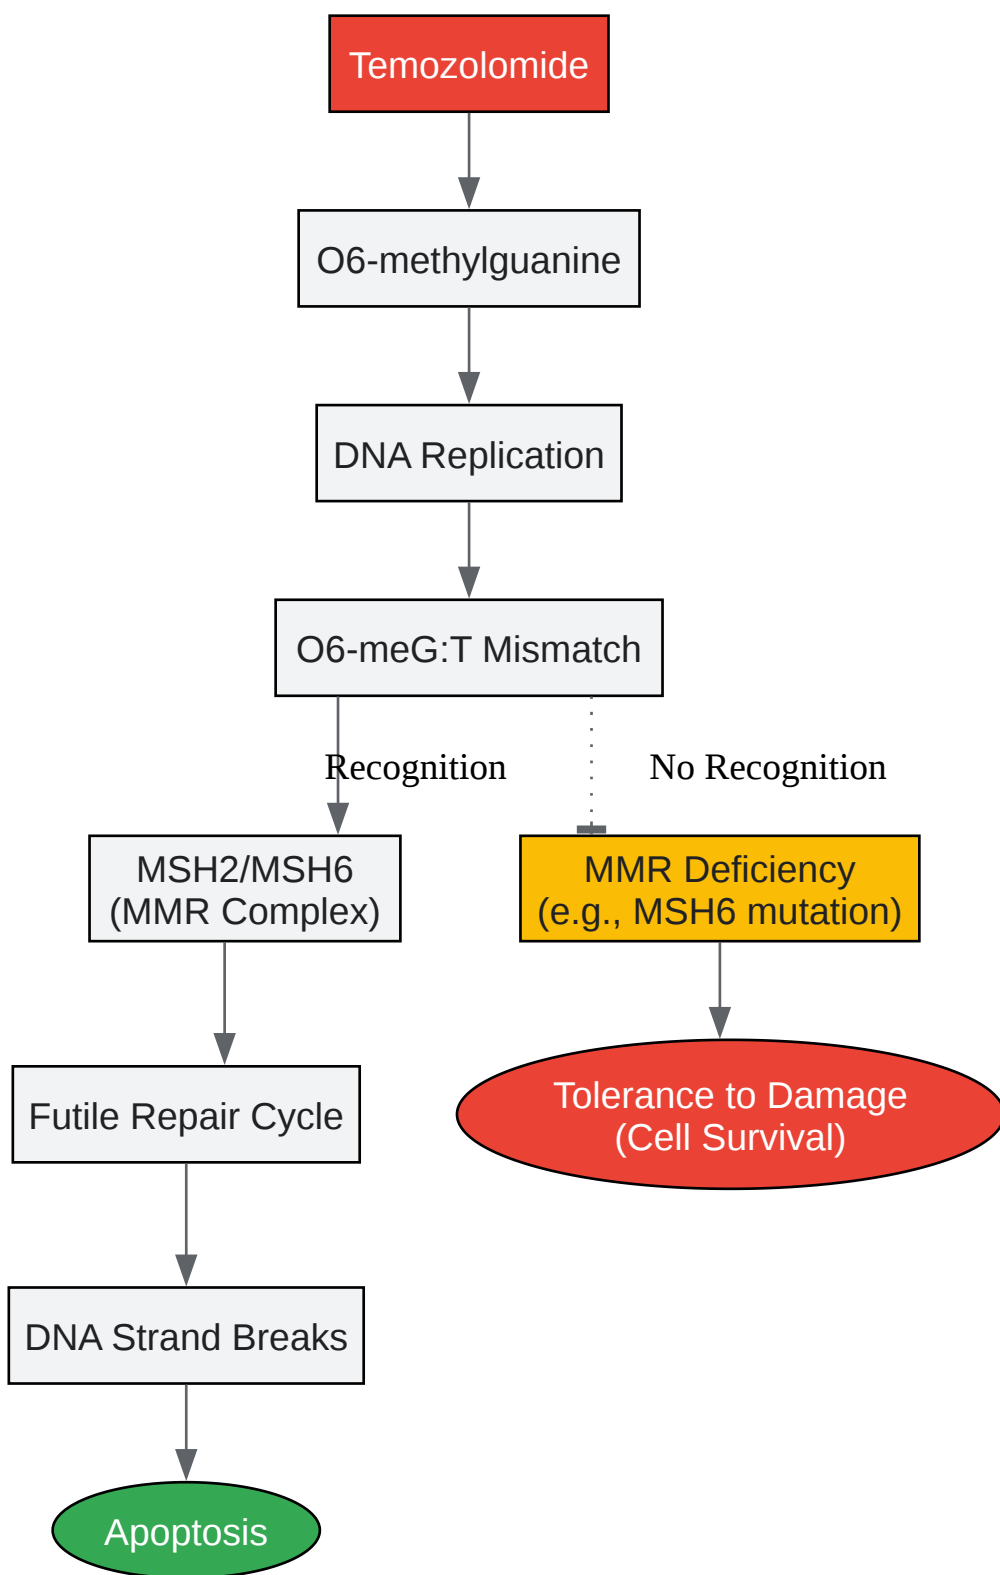 Temozolomide
O6-methylguanine
DNA Replication
O6-meG:T Mismatch
Recognition
No Recognition
MSH2/MSH6
(MMR Complex)
MMR Deficiency
(e.g., MSH6 mutation)
Futile Repair Cycle
Tolerance to Damage
(Cell Survival)
DNA Strand Breaks
Apoptosis